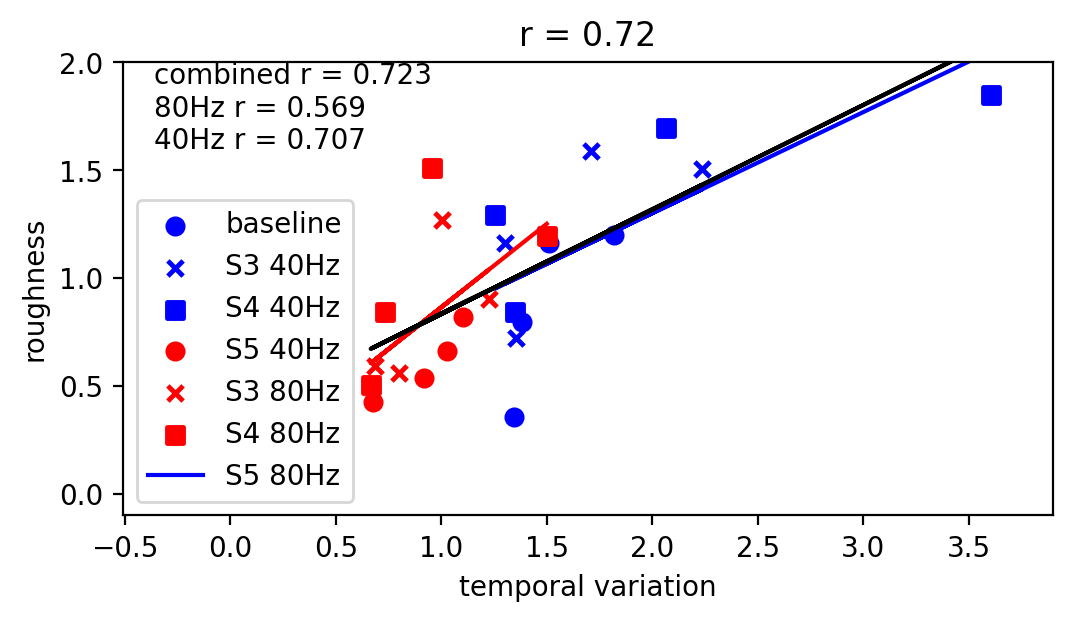 r = 0.72
combined r = 0.723
80Hz r = 0.569
40Hz r = 0.707
2.0
1.5
1.0
0.5
0.0
roughness
baseline
S3 40Hz
S4 40Hz
S5 40Hz
S3 80Hz
S4 80Hz
S5 80Hz
−0.5 0.0 0.5 1.0 1.5 2.0 2.5 3.0 3.5
temporal variation